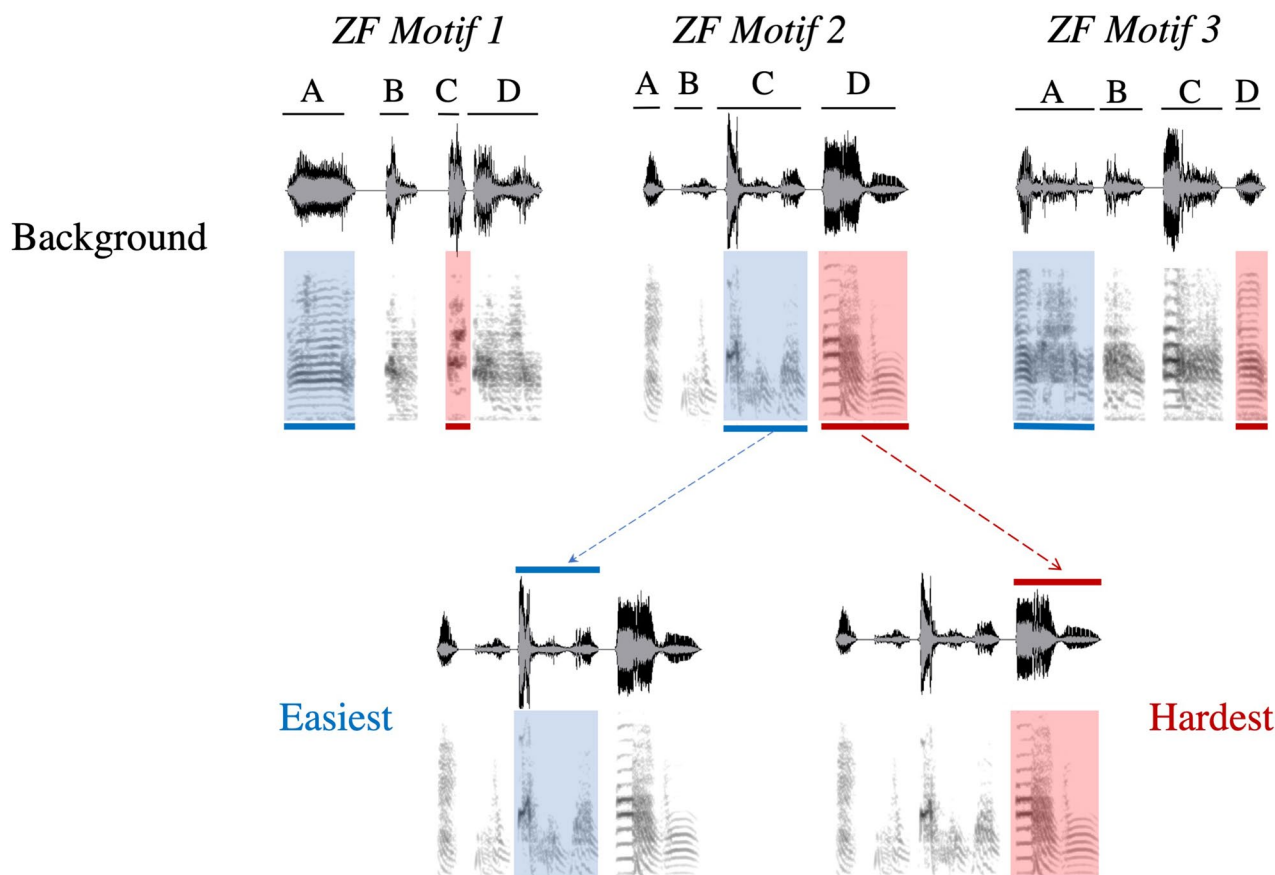 ZF Motif 1 ZF Motif 2 ZF Motif 3
A B C D A B C D A B C D
Background
Easiest Hardest